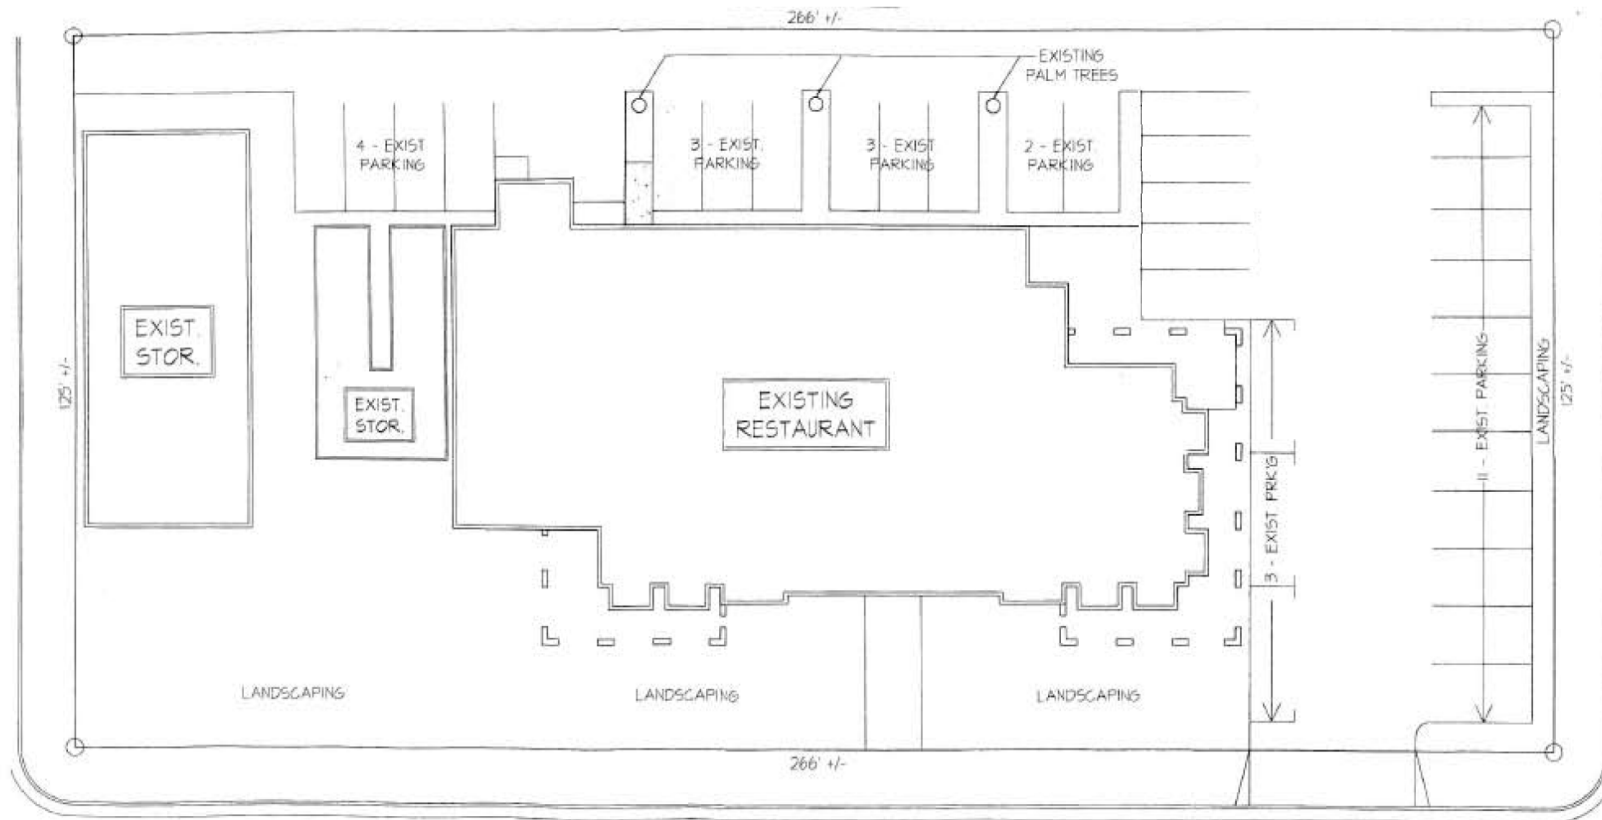 266' +/-
EXISTING
PALM TREES
4 - EXIST
PARKING
3 - EXIST.
PARKING
3 - EXIST
PARKING
2 - EXIST.
PARKING
EXIST.
STOR.
EXIST.
STOR.
EXISTING
RESTAURANT
125' +/-
3 - EXIST PRK'G
11 - EXIST. PARKING
LANDSCAPING
125' +/-
LANDSCAPING
LANDSCAPING
LANDSCAPING
266' +/-